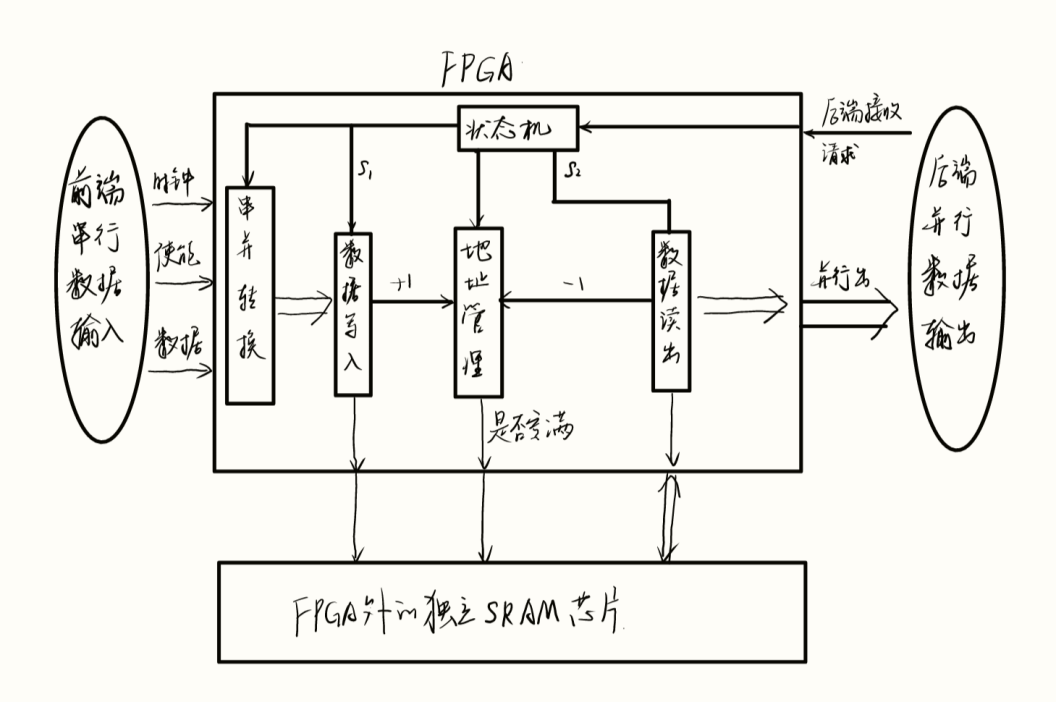 FPGA
状态机
后端接收
请求
前端
串行
数据
输入
时钟
使能
数据
串并转换
S1
数据写入
+1
地址管理
S2
-1
数据读出
并行出
后端
并行
数据
输出
是否变满
FPGA外的独立SRAM芯片